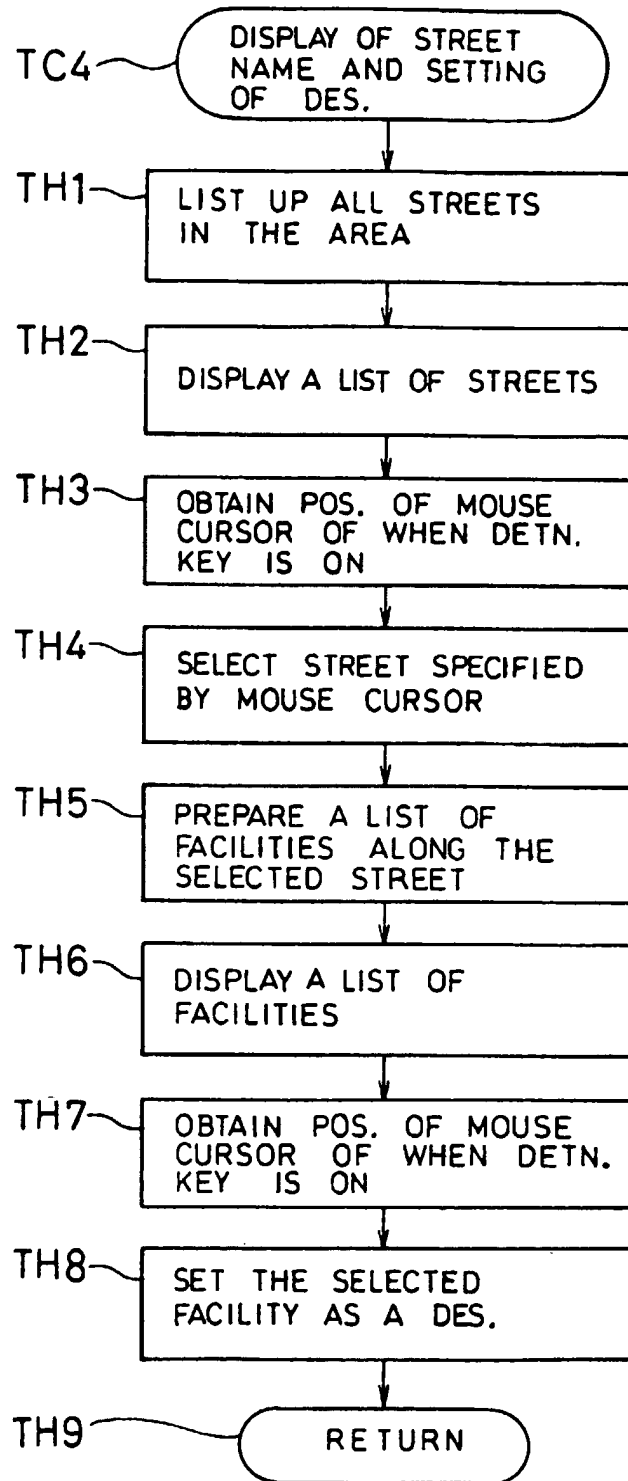 TC4
DISPLAY OF STREET
NAME AND SETTING
OF DES.
TH1
LIST UP ALL STREETS
IN THE AREA
TH2
DISPLAY A LIST OF STREETS
TH3
OBTAIN POS. OF MOUSE
CURSOR OF WHEN DETN.
KEY IS ON
TH4
SELECT STREET SPECIFIED
BY MOUSE CURSOR
TH5
PREPARE A LIST OF
FACILITIES ALONG THE
SELECTED STREET
TH6
DISPLAY A LIST OF
FACILITIES
TH7
OBTAIN POS. OF MOUSE
CURSOR OF WHEN DETN.
KEY IS ON
TH8
SET THE SELECTED
FACILITY AS A DES.
TH9
RETURN